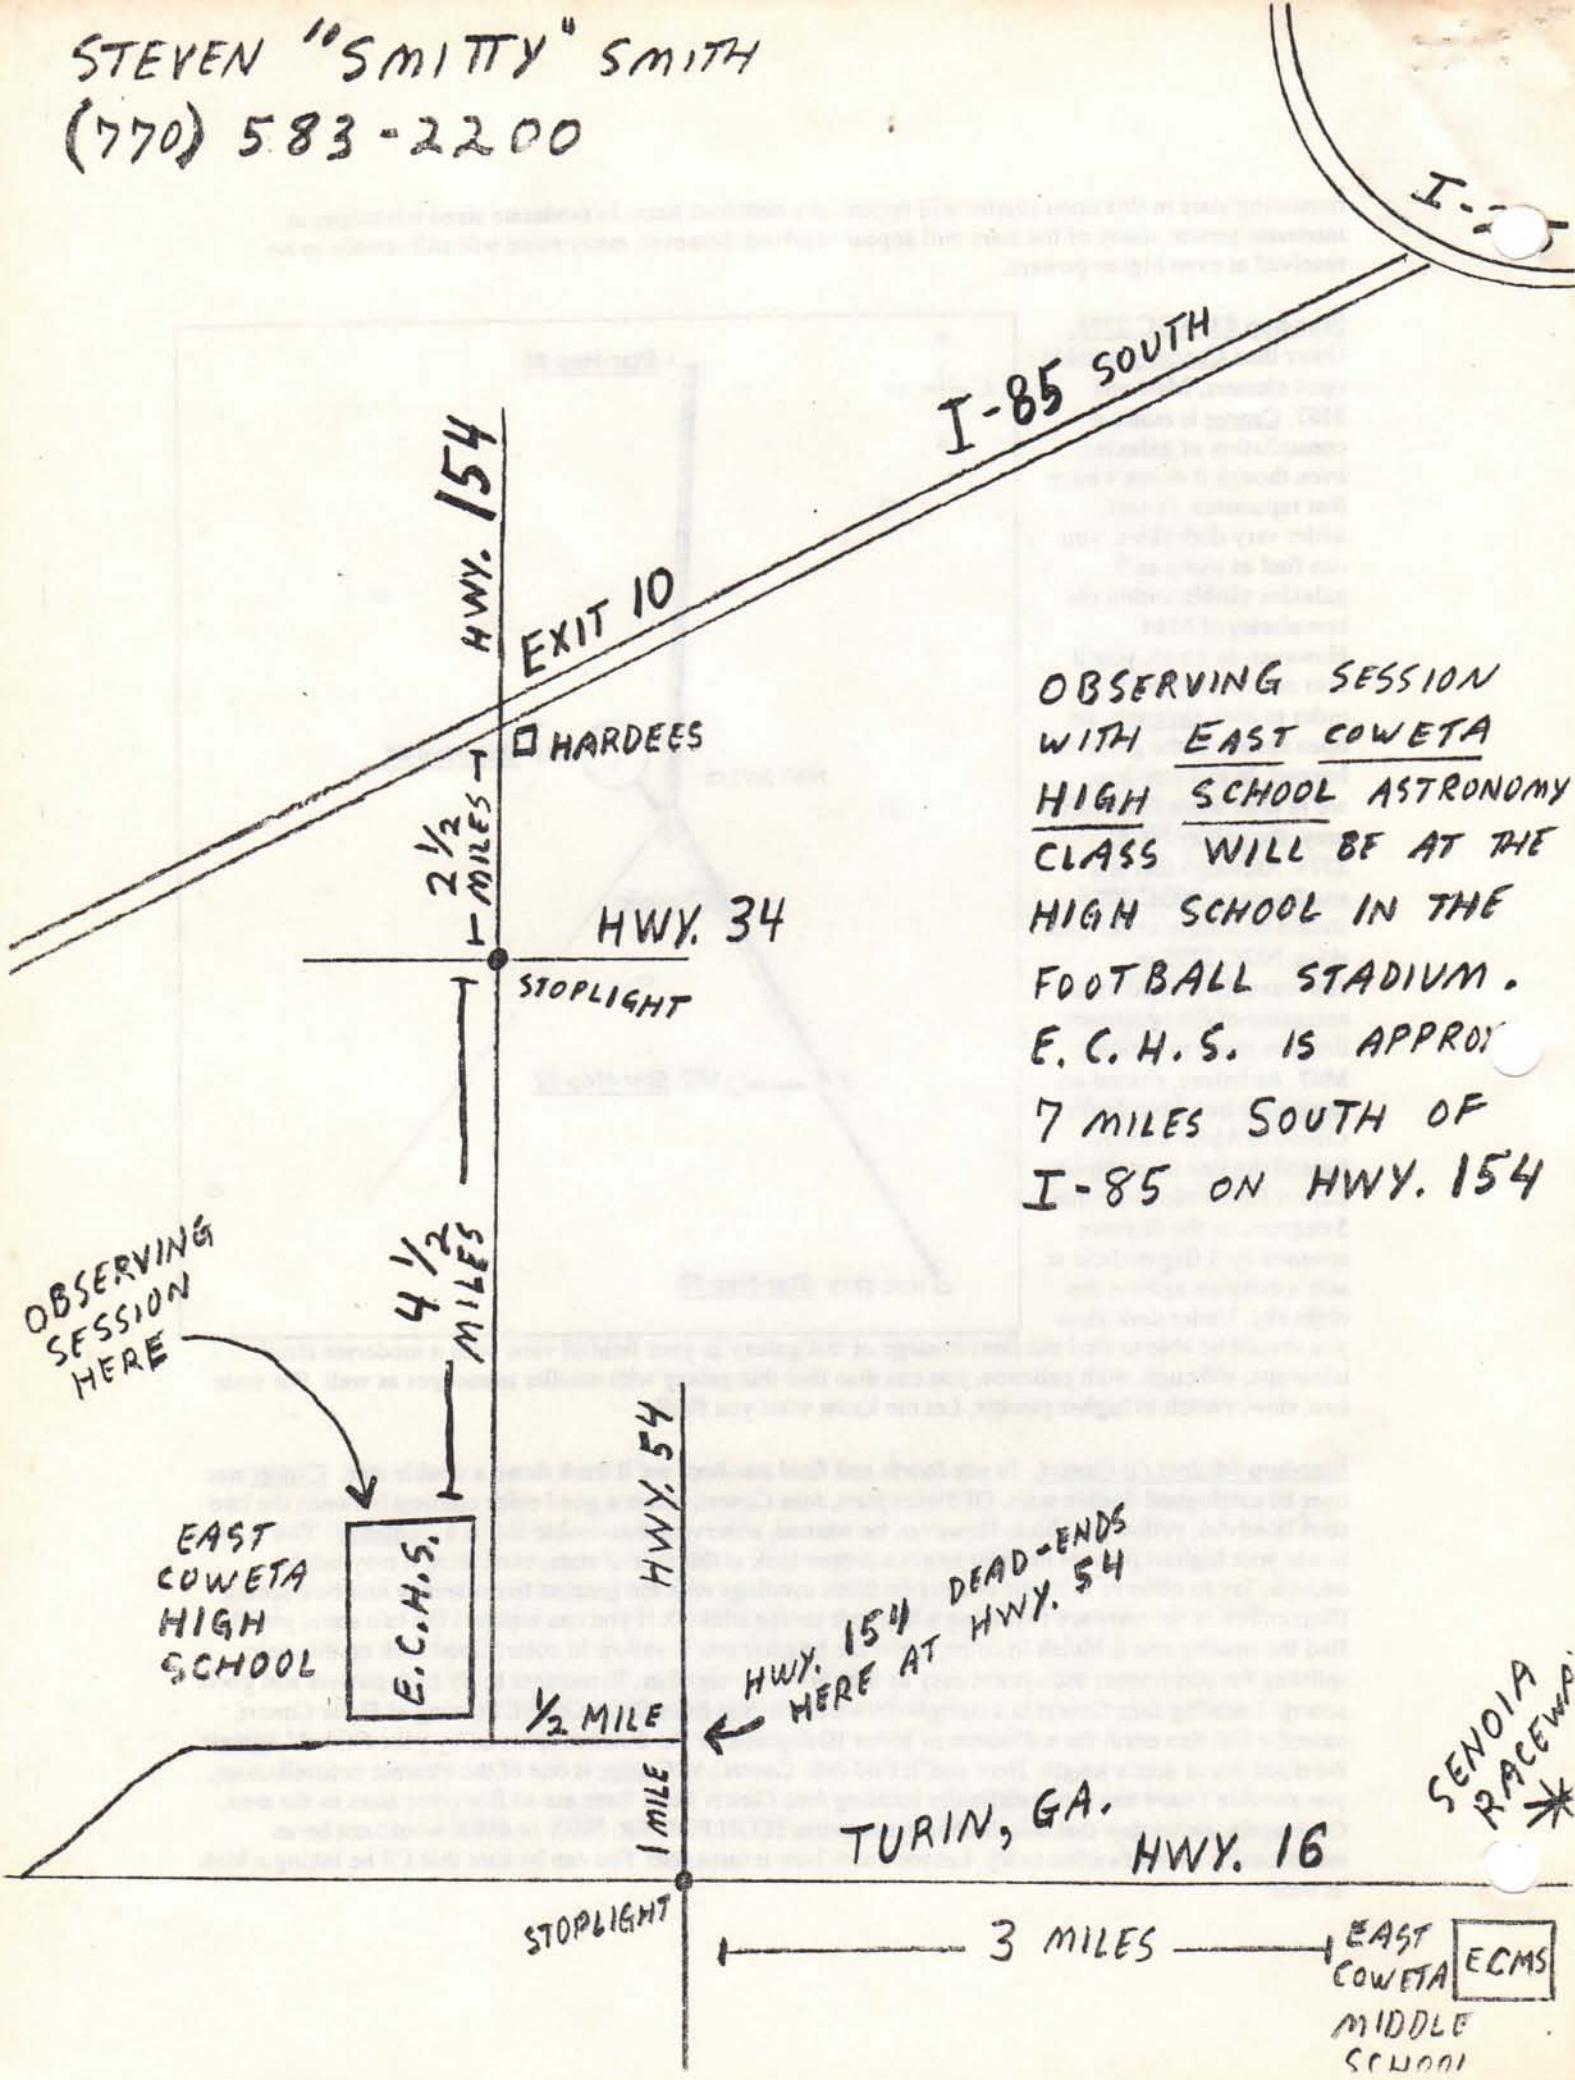 STEVEN "SMITTY" SMITH
(770) 583-2200
I-85 SOUTH
HWY. 154
EXIT 10
HARDEES
2 1/2
MILES
HWY. 34
STOPLIGHT
OBSERVING SESSION
WITH EAST COWETA
HIGH SCHOOL ASTRONOMY
CLASS WILL BE AT THE
HIGH SCHOOL IN THE
FOOTBALL STADIUM.
E. C. H. S. IS APPROX
7 MILES SOUTH OF
I-85 ON HWY. 154
4 1/2
MILES
OBSERVING
SESSION
HERE
EAST
COWETA
HIGH
SCHOOL
E.C.H.S.
HWY. 54
HWY. 154 DEAD-ENDS
HERE AT HWY. 54
1/2 MILE
1 MILE
TURIN, GA.
HWY. 16
SENOIA
STOPLIGHT
3 MILES
EAST
COWETA
MIDDLE
SCHOOL
ECMS